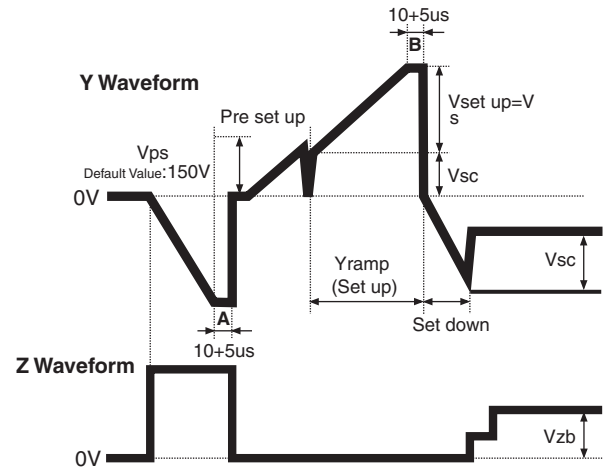 10+5us
B
Y Waveform
Vset up=V
s
Pre set up
Vps
Default Value:150V
Vsc
0V
Yramp
(Set up)
Vsc
A
Set down
10+5us
Z Waveform
Vzb
0V